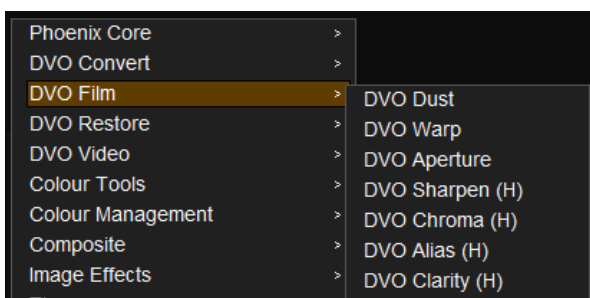 Phoenix Core >
DVO Convert >
DVO Film >
DVO Restore >
DVO Video >
Colour Tools >
Colour Management >
Composite >
Image Effects >
DVO Dust
DVO Warp
DVO Aperture
DVO Sharpen (H)
DVO Chroma (H)
DVO Alias (H)
DVO Clarity (H)